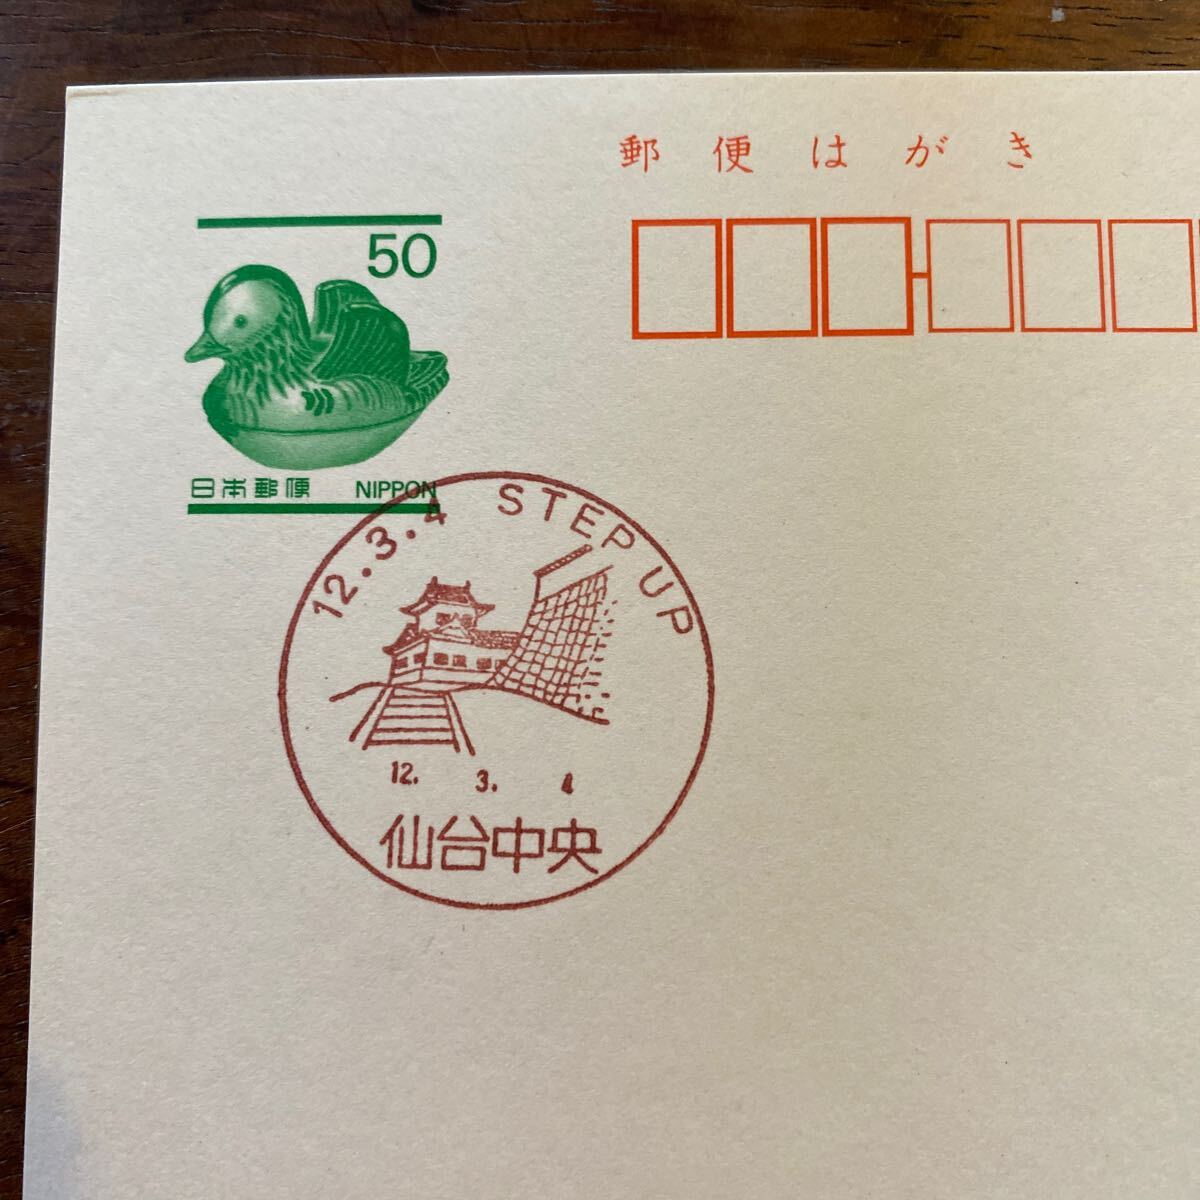 郵便はがき
50
日本郵便 NIPPON
12.3.4 STEP UP
12. 3. 4
仙台中央